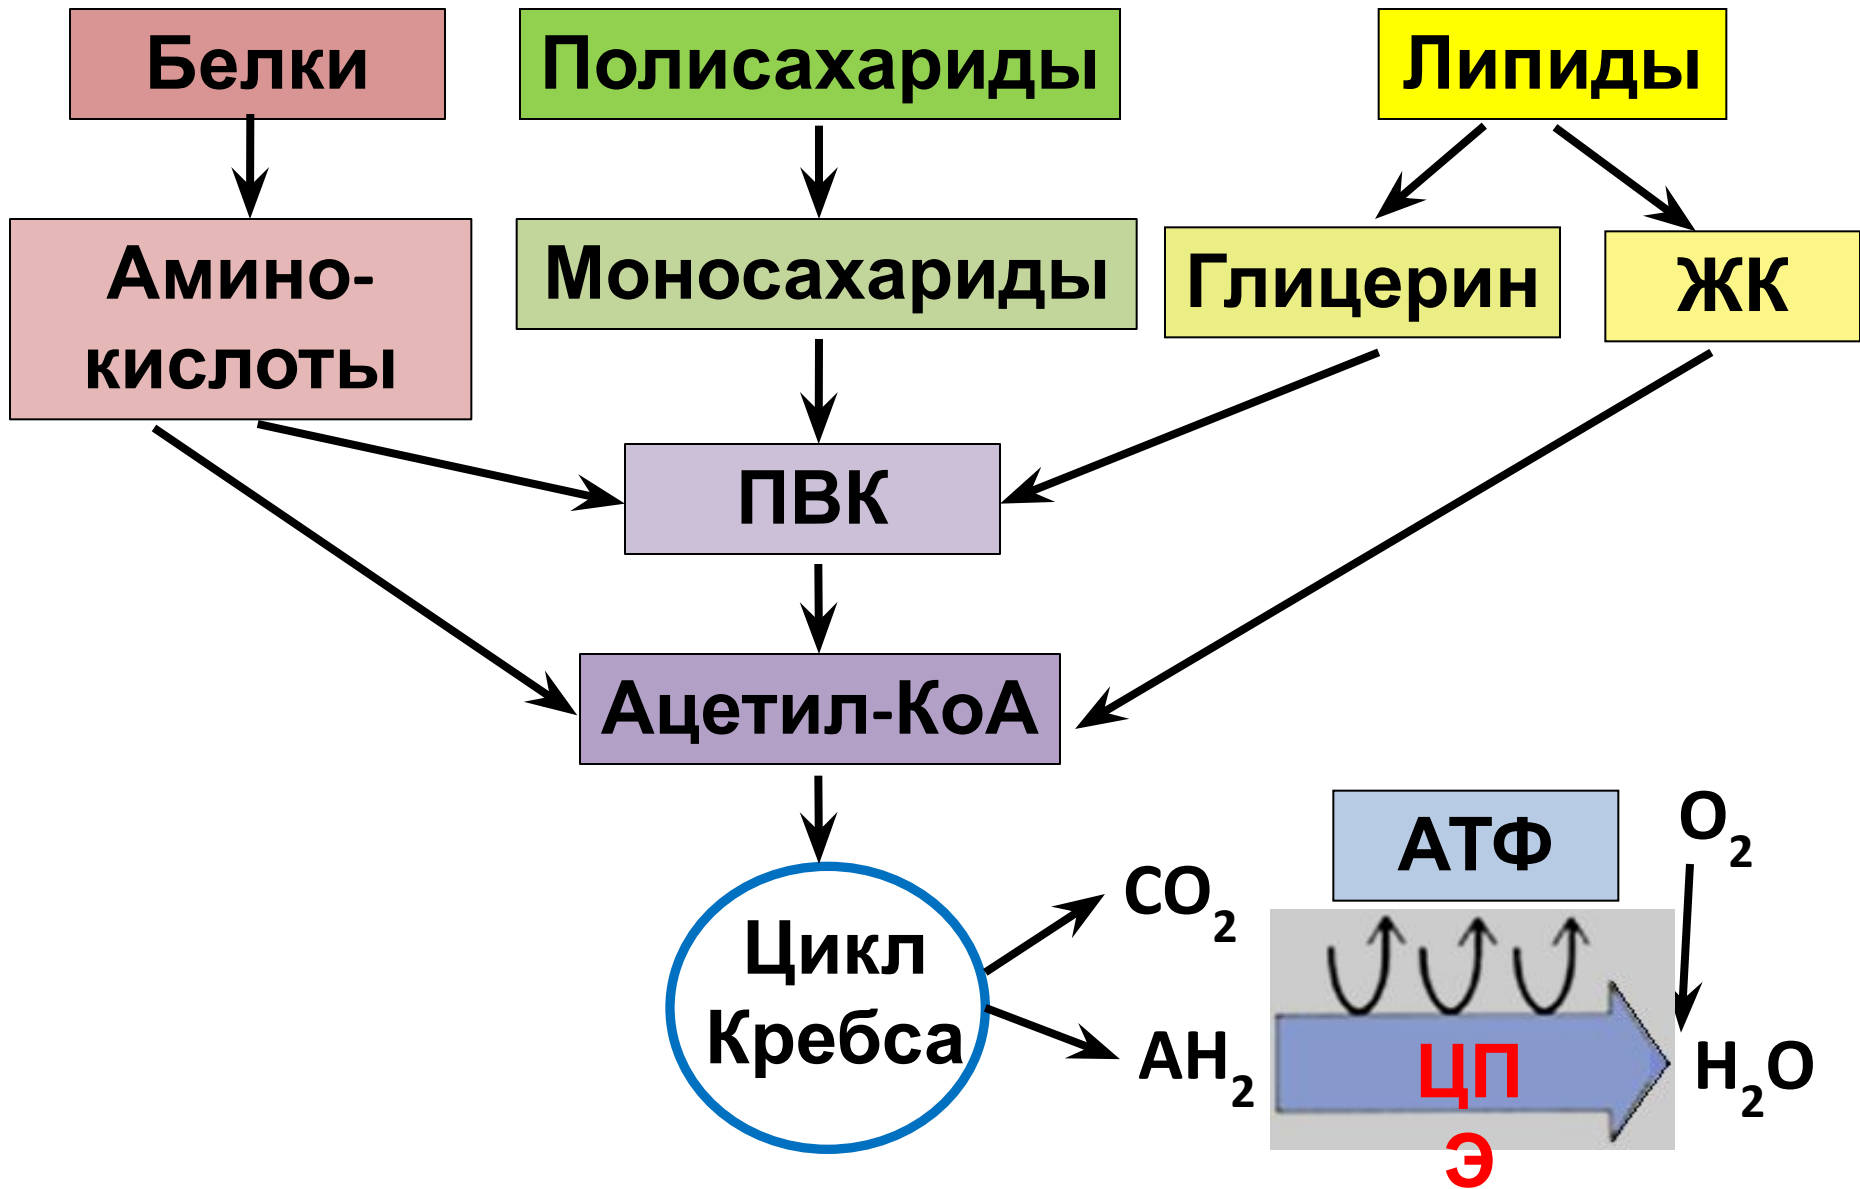 Белки
Полисахариды
Липиды
Амино-
кислоты
Моносахариды
Глицерин
ЖК
ПВК
Ацетил-КоА
Цикл
Кребса
CO₂
AH₂
АТФ
O₂
ЦП
Э
H₂O